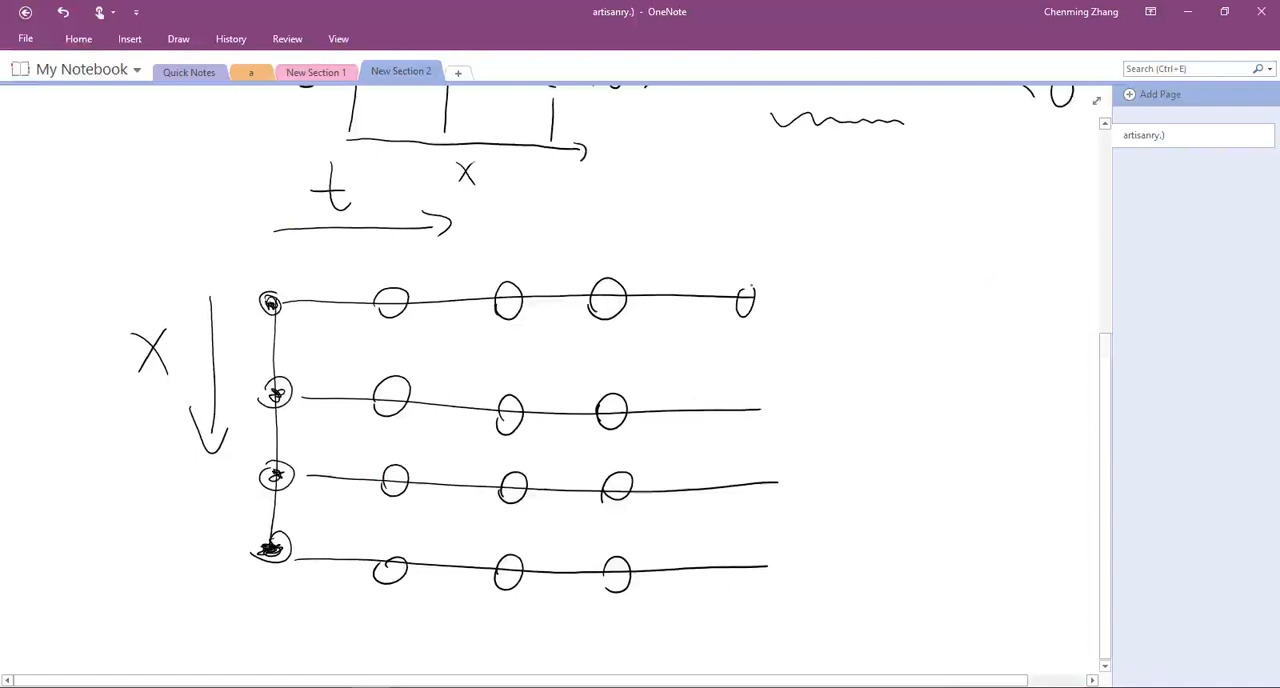 artisanry.) - OneNote
Chenming Zhang
File Home Insert Draw History Review View
My Notebook
Quick Notes
a
New Section 1
New Section 2
Search (Ctrl+E)
Add Page
artisanry.)
x
t
X